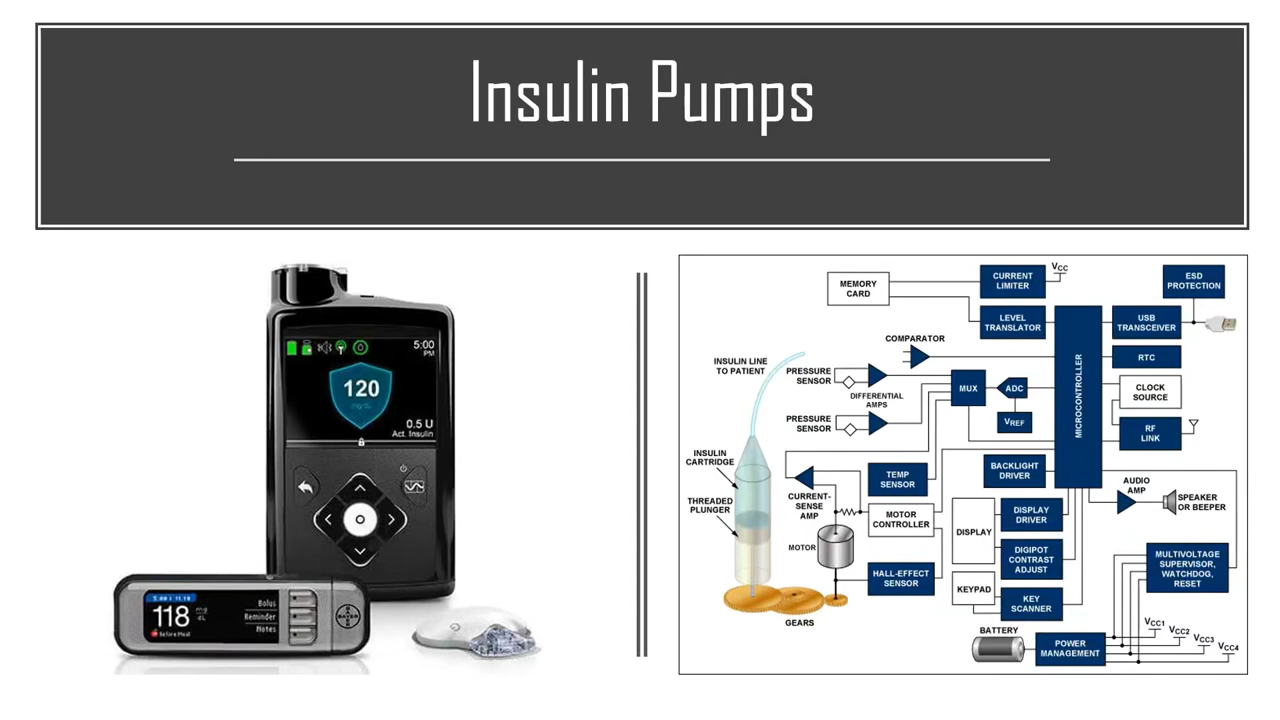 Insulin Pumps
5:00
PM
120
mg/dL
0.5 U
Act. Insulin
118
mg
dL
Before Meal
Bolus
Reminder
Notes
BAYER
MEMORY
CARD
CURRENT
LIMITER
VCC
ESD
PROTECTION
LEVEL
TRANSLATOR
USB
TRANSCEIVER
COMPARATOR
RTC
INSULIN LINE
TO PATIENT
PRESSURE
SENSOR
DIFFERENTIAL
AMPS
MUX
ADC
VREF
MICROCONTROLLER
CLOCK
SOURCE
PRESSURE
SENSOR
RF
LINK
INSULIN
CARTRIDGE
THREADED
PLUNGER
CURRENT-
SENSE
AMP
TEMP
SENSOR
BACKLIGHT
DRIVER
AUDIO
AMP
SPEAKER
OR BEEPER
MOTOR
CONTROLLER
DISPLAY
DISPLAY
DRIVER
MOTOR
DIGIPOT
CONTRAST
ADJUST
MULTIVOLTAGE
SUPERVISOR,
WATCHDOG,
RESET
HALL-EFFECT
SENSOR
KEYPAD
KEY
SCANNER
GEARS
BATTERY
POWER
MANAGEMENT
VCC1
VCC2
VCC3
VCC4